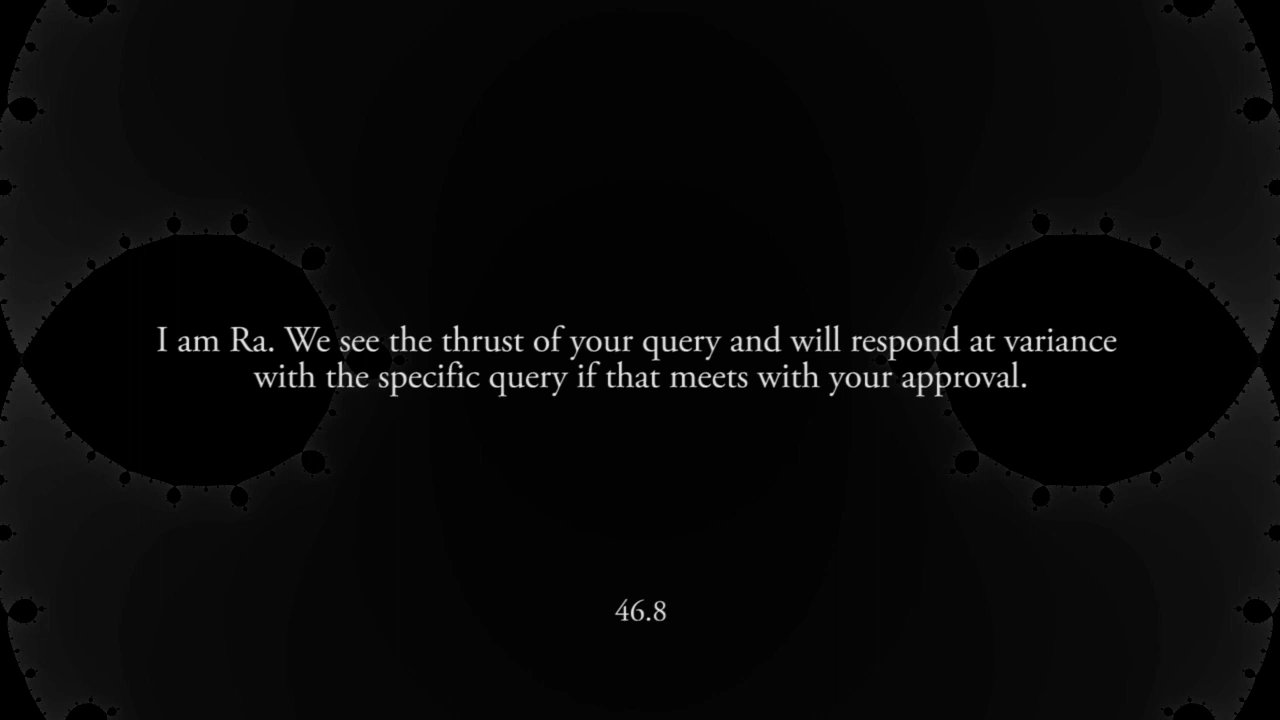 I am Ra. We see the thrust of your query and will respond at variance
with the specific query if that meets with your approval.
46.8